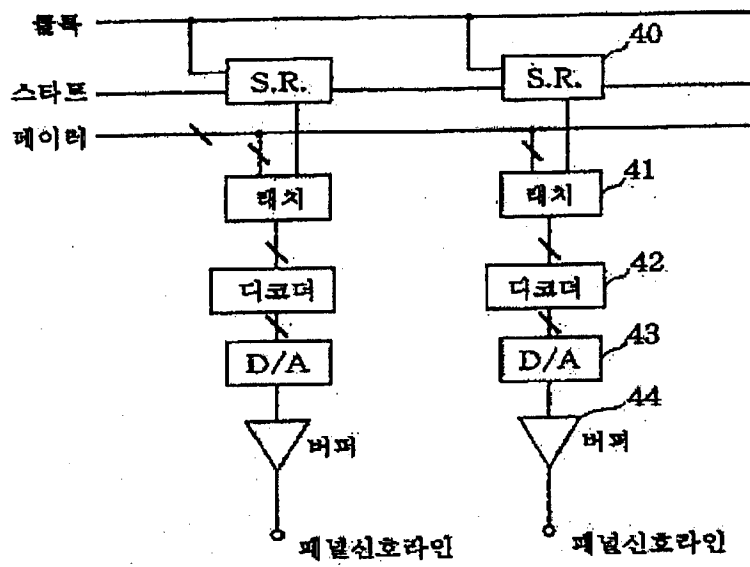 클록
40
S.R.
S.R.
스타트
데이터
41
래치
래치
42
디코더
디코더
43
D/A
D/A
44
버퍼
버퍼
패널신호라인
패널신호라인